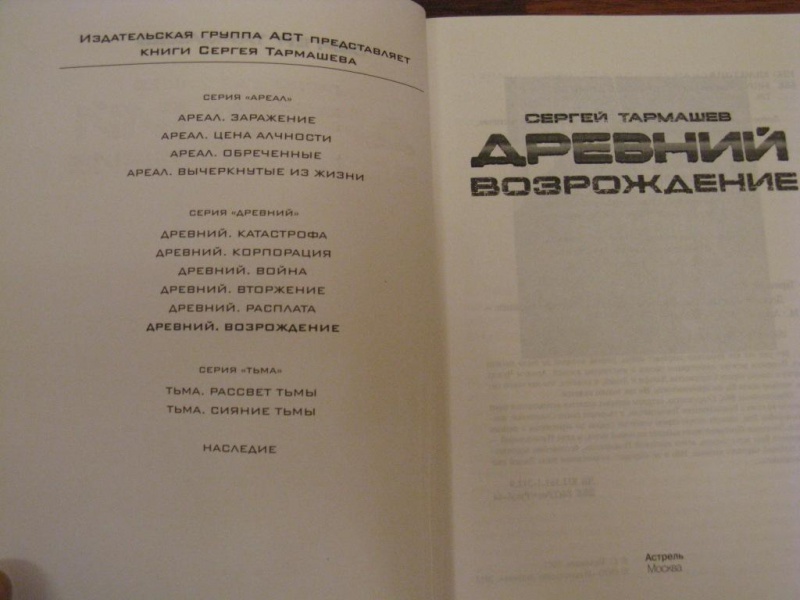 Издательская группа АСТ представляет
книги Сергея Тармашева
серия «Ареал»
Ареал. Заражение
Ареал. Цена алчности
Ареал. Обреченные
Ареал. Вычеркнутые из жизни
серия «Древний»
Древний. Катастрофа
Древний. Корпорация
Древний. Война
Древний. Вторжение
Древний. Расплата
Древний. Возрождение
серия «Тьма»
Тьма. Рассвет Тьмы
Тьма. Сияние Тьмы
Наследие
СЕРГЕЙ ТАРМАШЕВ
ДРЕВНИЙ
ВОЗРОЖДЕНИЕ
Астрель
Москва